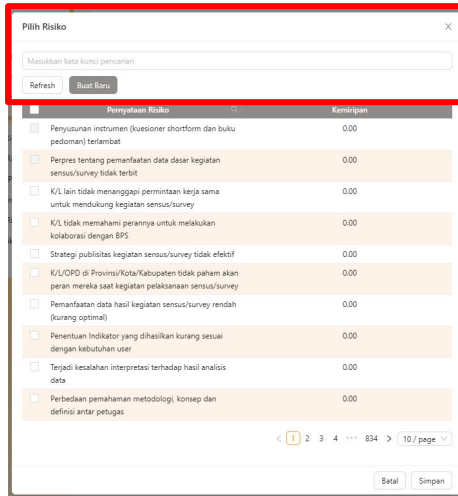 Pilih Risiko
Masukkan kata kunci pencarian
Refresh Buat Baru
Pernyataan Risiko Kemiripan
Penyusunan instrumen (kuesioner shortform dan buku 0.00
pedoman) terlambat
Perpres tentang pemanfaatan data dasar kegiatan 0.00
sensus/survey tidak terbit
K/L lain tidak menanggapi permintaan kerja sama 0.00
untuk mendukung kegiatan sensus/survey
K/L tidak memahami perannya untuk melakukan 0.00
kolaborasi dengan BPS
Strategi publisitas kegiatan sensus/survey tidak efektif 0.00
K/L/OPD di Provinsi/Kota/Kabupaten tidak paham akan 0.00
peran mereka saat kegiatan pelaksanaan sensus/survey
Pemanfaatan data hasil kegiatan sensus/survey rendah 0.00
(kurang optimal)
Penentuan Indikator yang dihasilkan kurang sesuai 0.00
dengan kebutuhan user
Terjadi kesalahan interpretasi terhadap hasil analisis 0.00
data
Perbedaan pemahaman metodologi, konsep dan 0.00
definisi antar petugas
< 1 2 3 4 ··· 834 > 10 / page
Batal Simpan